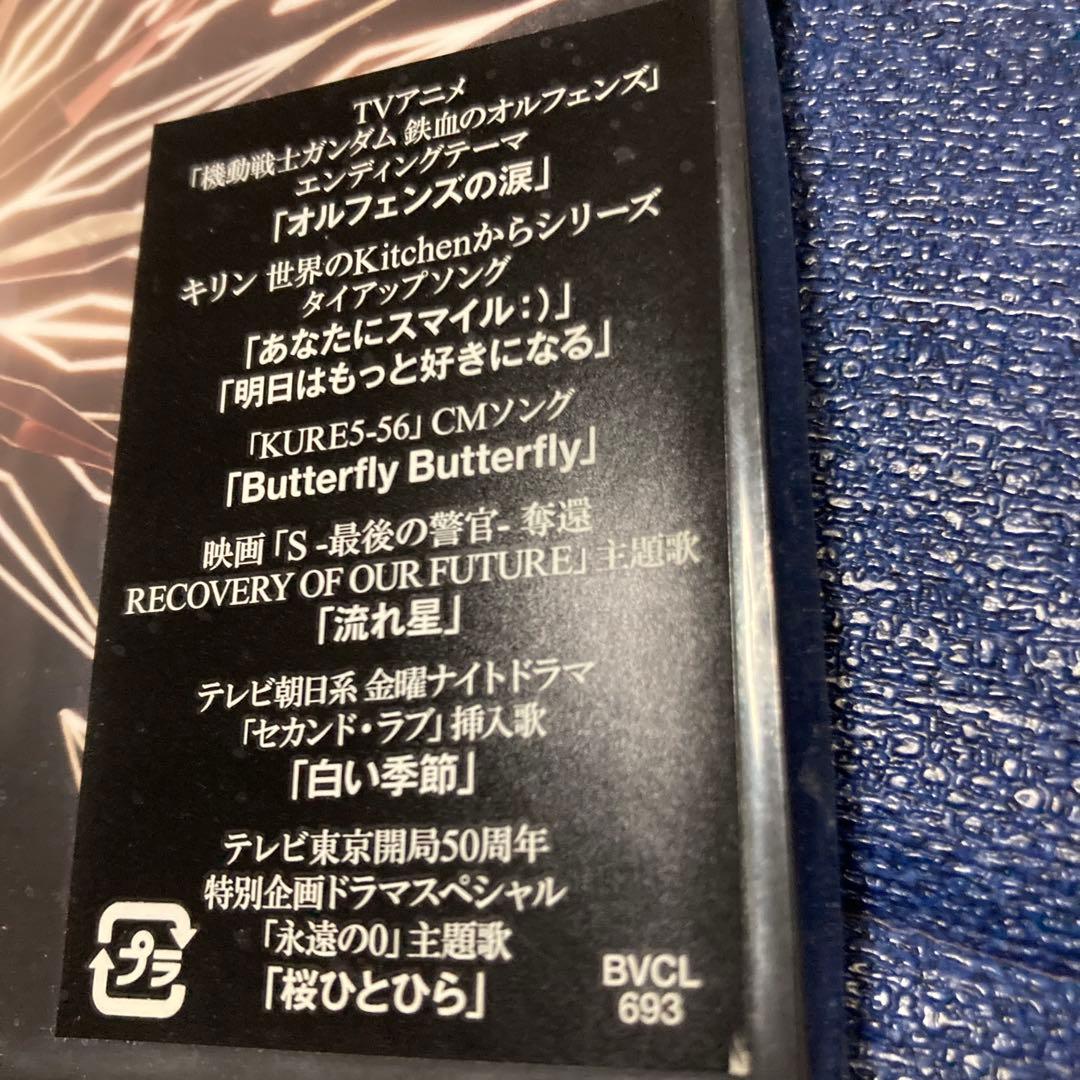 TVアニメ
「機動戦士ガンダム 鉄血のオルフェンズ」
エンディングテーマ
「オルフェンズの涙」
キリン 世界のKitchenからシリーズ
タイアップソング
「あなたにスマイル:)」
「明日はもっと好きになる」
「KURE5-56」CMソング
「Butterfly Butterfly」
映画「S -最後の警官- 奪還
RECOVERY OF OUR FUTURE」主題歌
「流れ星」
テレビ朝日系 金曜ナイトドラマ
「セカンド・ラブ」挿入歌
「白い季節」
テレビ東京開局50周年
特別企画ドラマスペシャル
「永遠の0」主題歌
「桜ひとひら」
プラ
BVCL
693